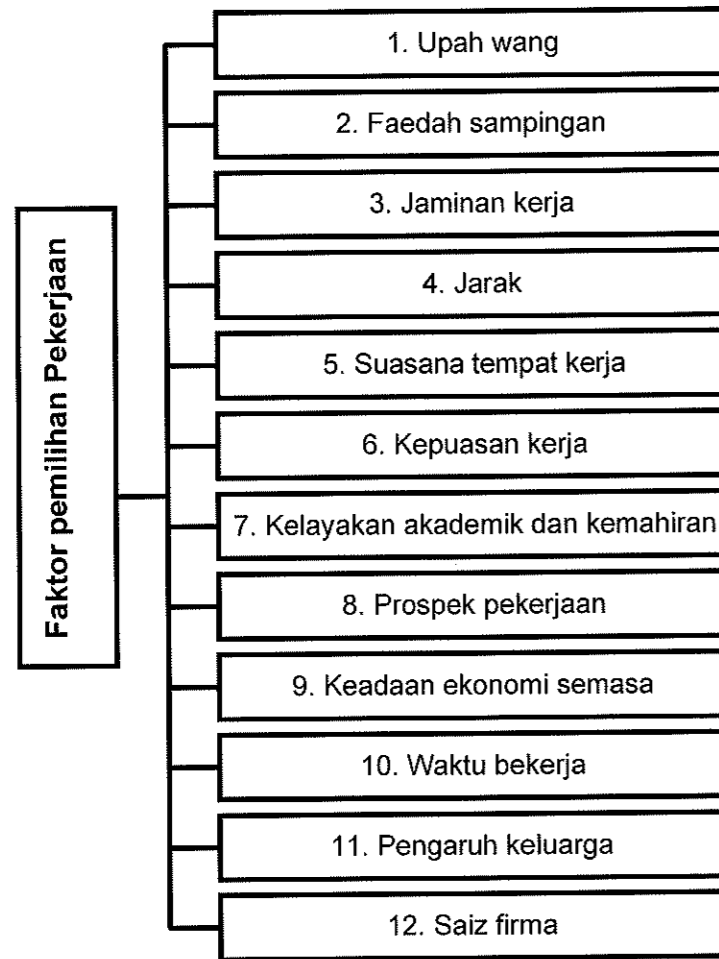 Faktor pemilihan Pekerjaan
1. Upah wang
2. Faedah sampingan
3. Jaminan kerja
4. Jarak
5. Suasana tempat kerja
6. Kepuasan kerja
7. Kelayakan akademik dan kemahiran
8. Prospek pekerjaan
9. Keadaan ekonomi semasa
10. Waktu bekerja
11. Pengaruh keluarga
12. Saiz firma